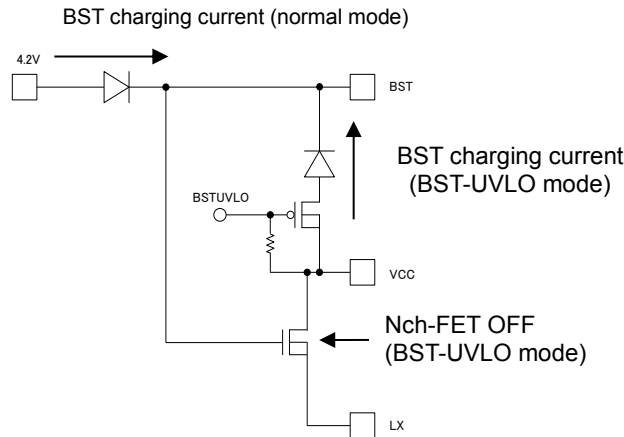 BST charging current (normal mode)
4.2V
BST
BST charging current
(BST-UVLO mode)
BSTUVLO
VCC
Nch-FET OFF
(BST-UVLO mode)
LX